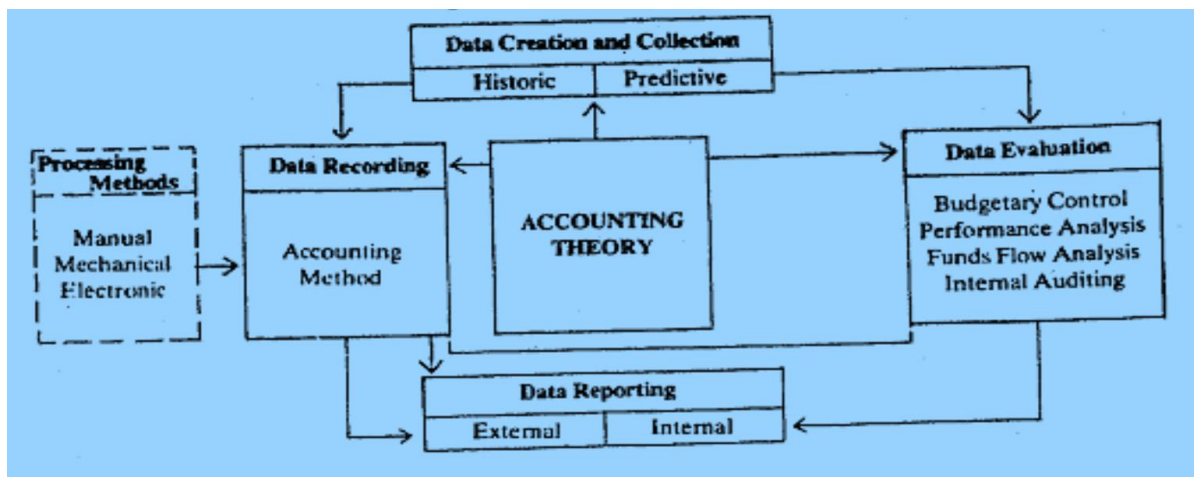 Data Creation and Collection
Historic
Predictive
Processing
Methods
Manual
Mechanical
Electronic
Data Recording
Accounting
Method
ACCOUNTING
THEORY
Data Evaluation
Budgetary Control
Performance Analysis
Funds Flow Analysis
Internal Auditing
Data Reporting
External
Internal